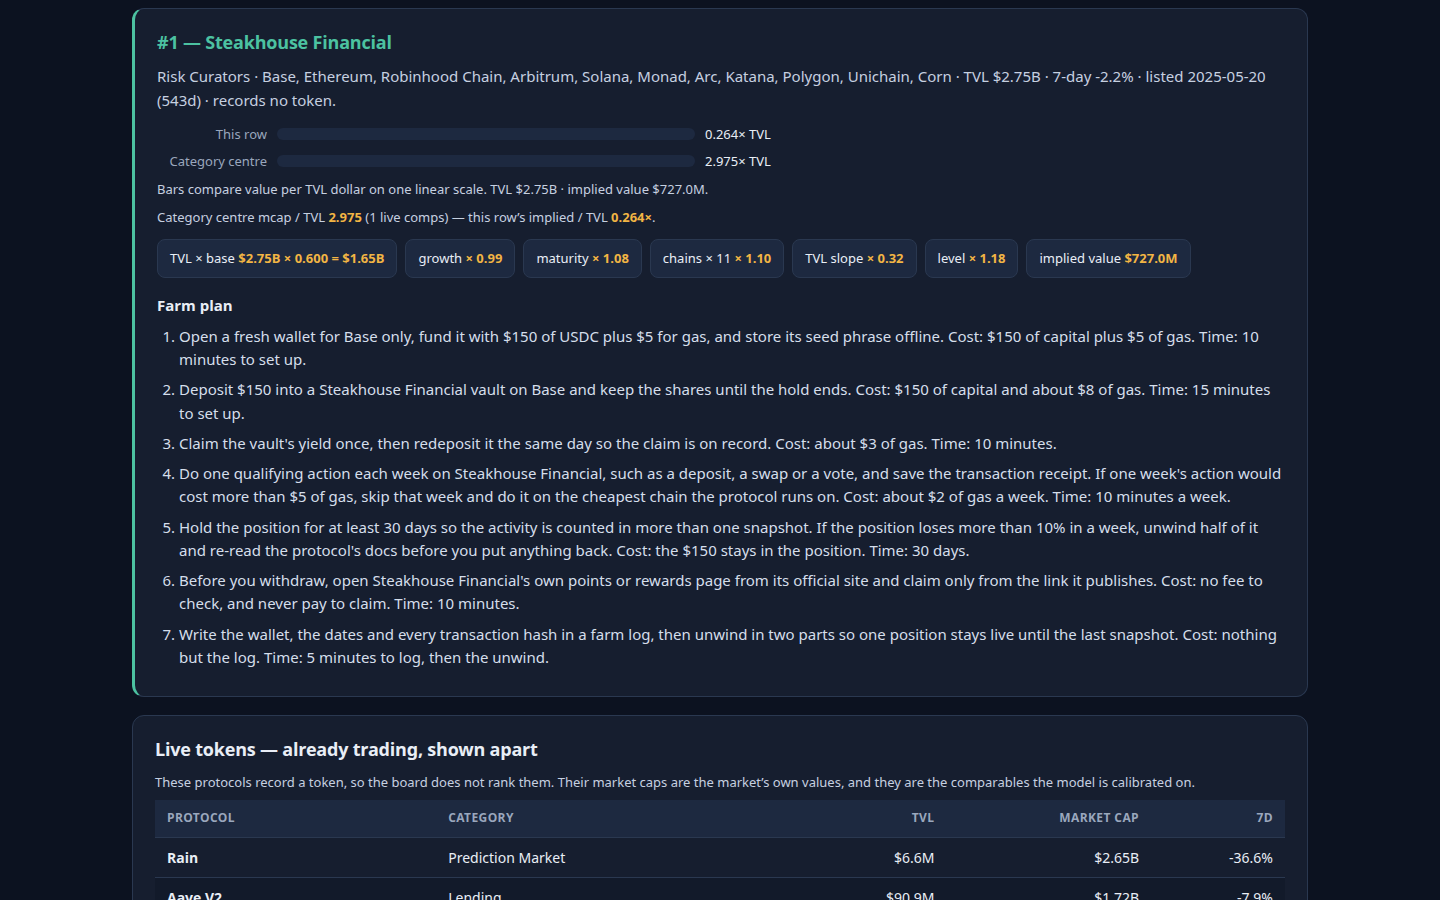 #1 — Steakhouse Financial
Risk Curators · Base, Ethereum, Robinhood Chain, Arbitrum, Solana, Monad, Arc, Katana, Polygon, Unichain, Corn · TVL $2.75B · 7-day -2.2% · listed 2025-05-20
(543d) · records no token.
This row 0.264× TVL
Category centre 2.975× TVL
Bars compare value per TVL dollar on one linear scale. TVL $2.75B · implied value $727.0M.
Category centre mcap / TVL 2.975 (1 live comps) — this row’s implied / TVL 0.264×.
TVL × base $2.75B × 0.600 = $1.65B growth × 0.99 maturity × 1.08 chains × 11 × 1.10 TVL slope × 0.32 level × 1.18 implied value $727.0M
Farm plan
1. Open a fresh wallet for Base only, fund it with $150 of USDC plus $5 for gas, and store its seed phrase offline. Cost: $150 of capital plus $5 of gas. Time: 10
minutes to set up.
2. Deposit $150 into a Steakhouse Financial vault on Base and keep the shares until the hold ends. Cost: $150 of capital and about $8 of gas. Time: 15 minutes
to set up.
3. Claim the vault's yield once, then redeposit it the same day so the claim is on record. Cost: about $3 of gas. Time: 10 minutes.
4. Do one qualifying action each week on Steakhouse Financial, such as a deposit, a swap or a vote, and save the transaction receipt. If one week's action would
cost more than $5 of gas, skip that week and do it on the cheapest chain the protocol runs on. Cost: about $2 of gas a week. Time: 10 minutes a week.
5. Hold the position for at least 30 days so the activity is counted in more than one snapshot. If the position loses more than 10% in a week, unwind half of it
and re-read the protocol's docs before you put anything back. Cost: the $150 stays in the position. Time: 30 days.
6. Before you withdraw, open Steakhouse Financial's own points or rewards page from its official site and claim only from the link it publishes. Cost: no fee to
check, and never pay to claim. Time: 10 minutes.
7. Write the wallet, the dates and every transaction hash in a farm log, then unwind in two parts so one position stays live until the last snapshot. Cost: nothing
but the log. Time: 5 minutes to log, then the unwind.
Live tokens — already trading, shown apart
These protocols record a token, so the board does not rank them. Their market caps are the market’s own values, and they are the comparables the model is calibrated on.
PROTOCOL CATEGORY TVL MARKET CAP 7D
Rain Prediction Market $6.6M $2.65B -36.6%
Aave V2 Lending $90.9M $1.72B -7.9%